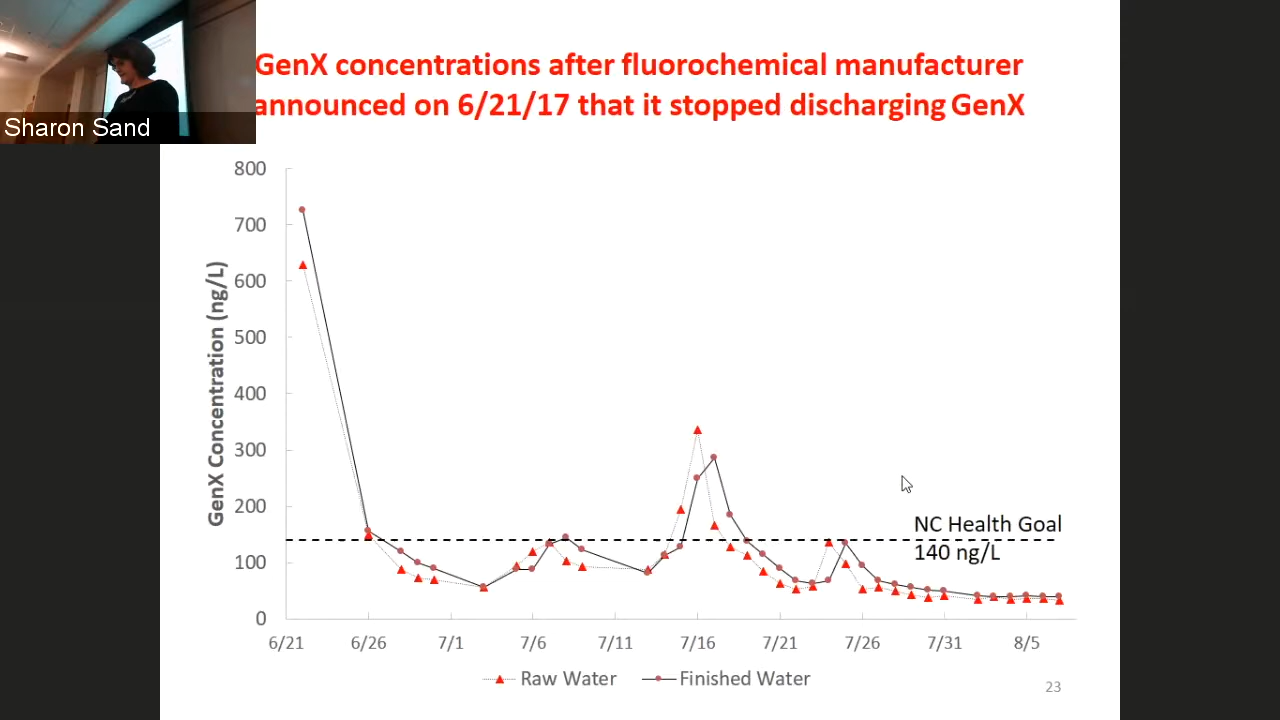 GenX concentrations after fluorochemical manufacturer
announced on 6/21/17 that it stopped discharging GenX
Sharon Sand
800
700
600
500
400
300
200
100
0
GenX Concentration (ng/L)
NC Health Goal
140 ng/L
6/21 6/26 7/1 7/6 7/11 7/16 7/21 7/26 7/31 8/5
Raw Water Finished Water
23